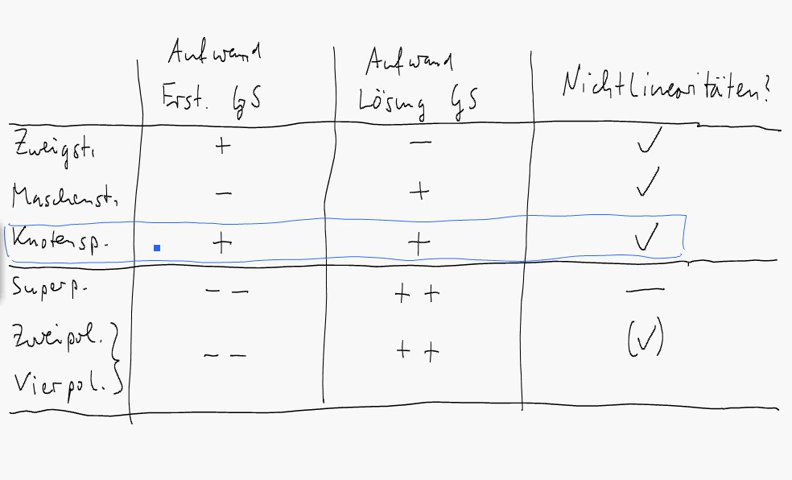 Aufwand Erst. GS | Aufwand Lösung GS | Nichtlinearitäten?
Zweigst. + − ✓
Maschenst. − + ✓
Knotensp. + + ✓
Superp. −− ++ −
Zweipol. }
Vierpol. } −− ++ (✓)